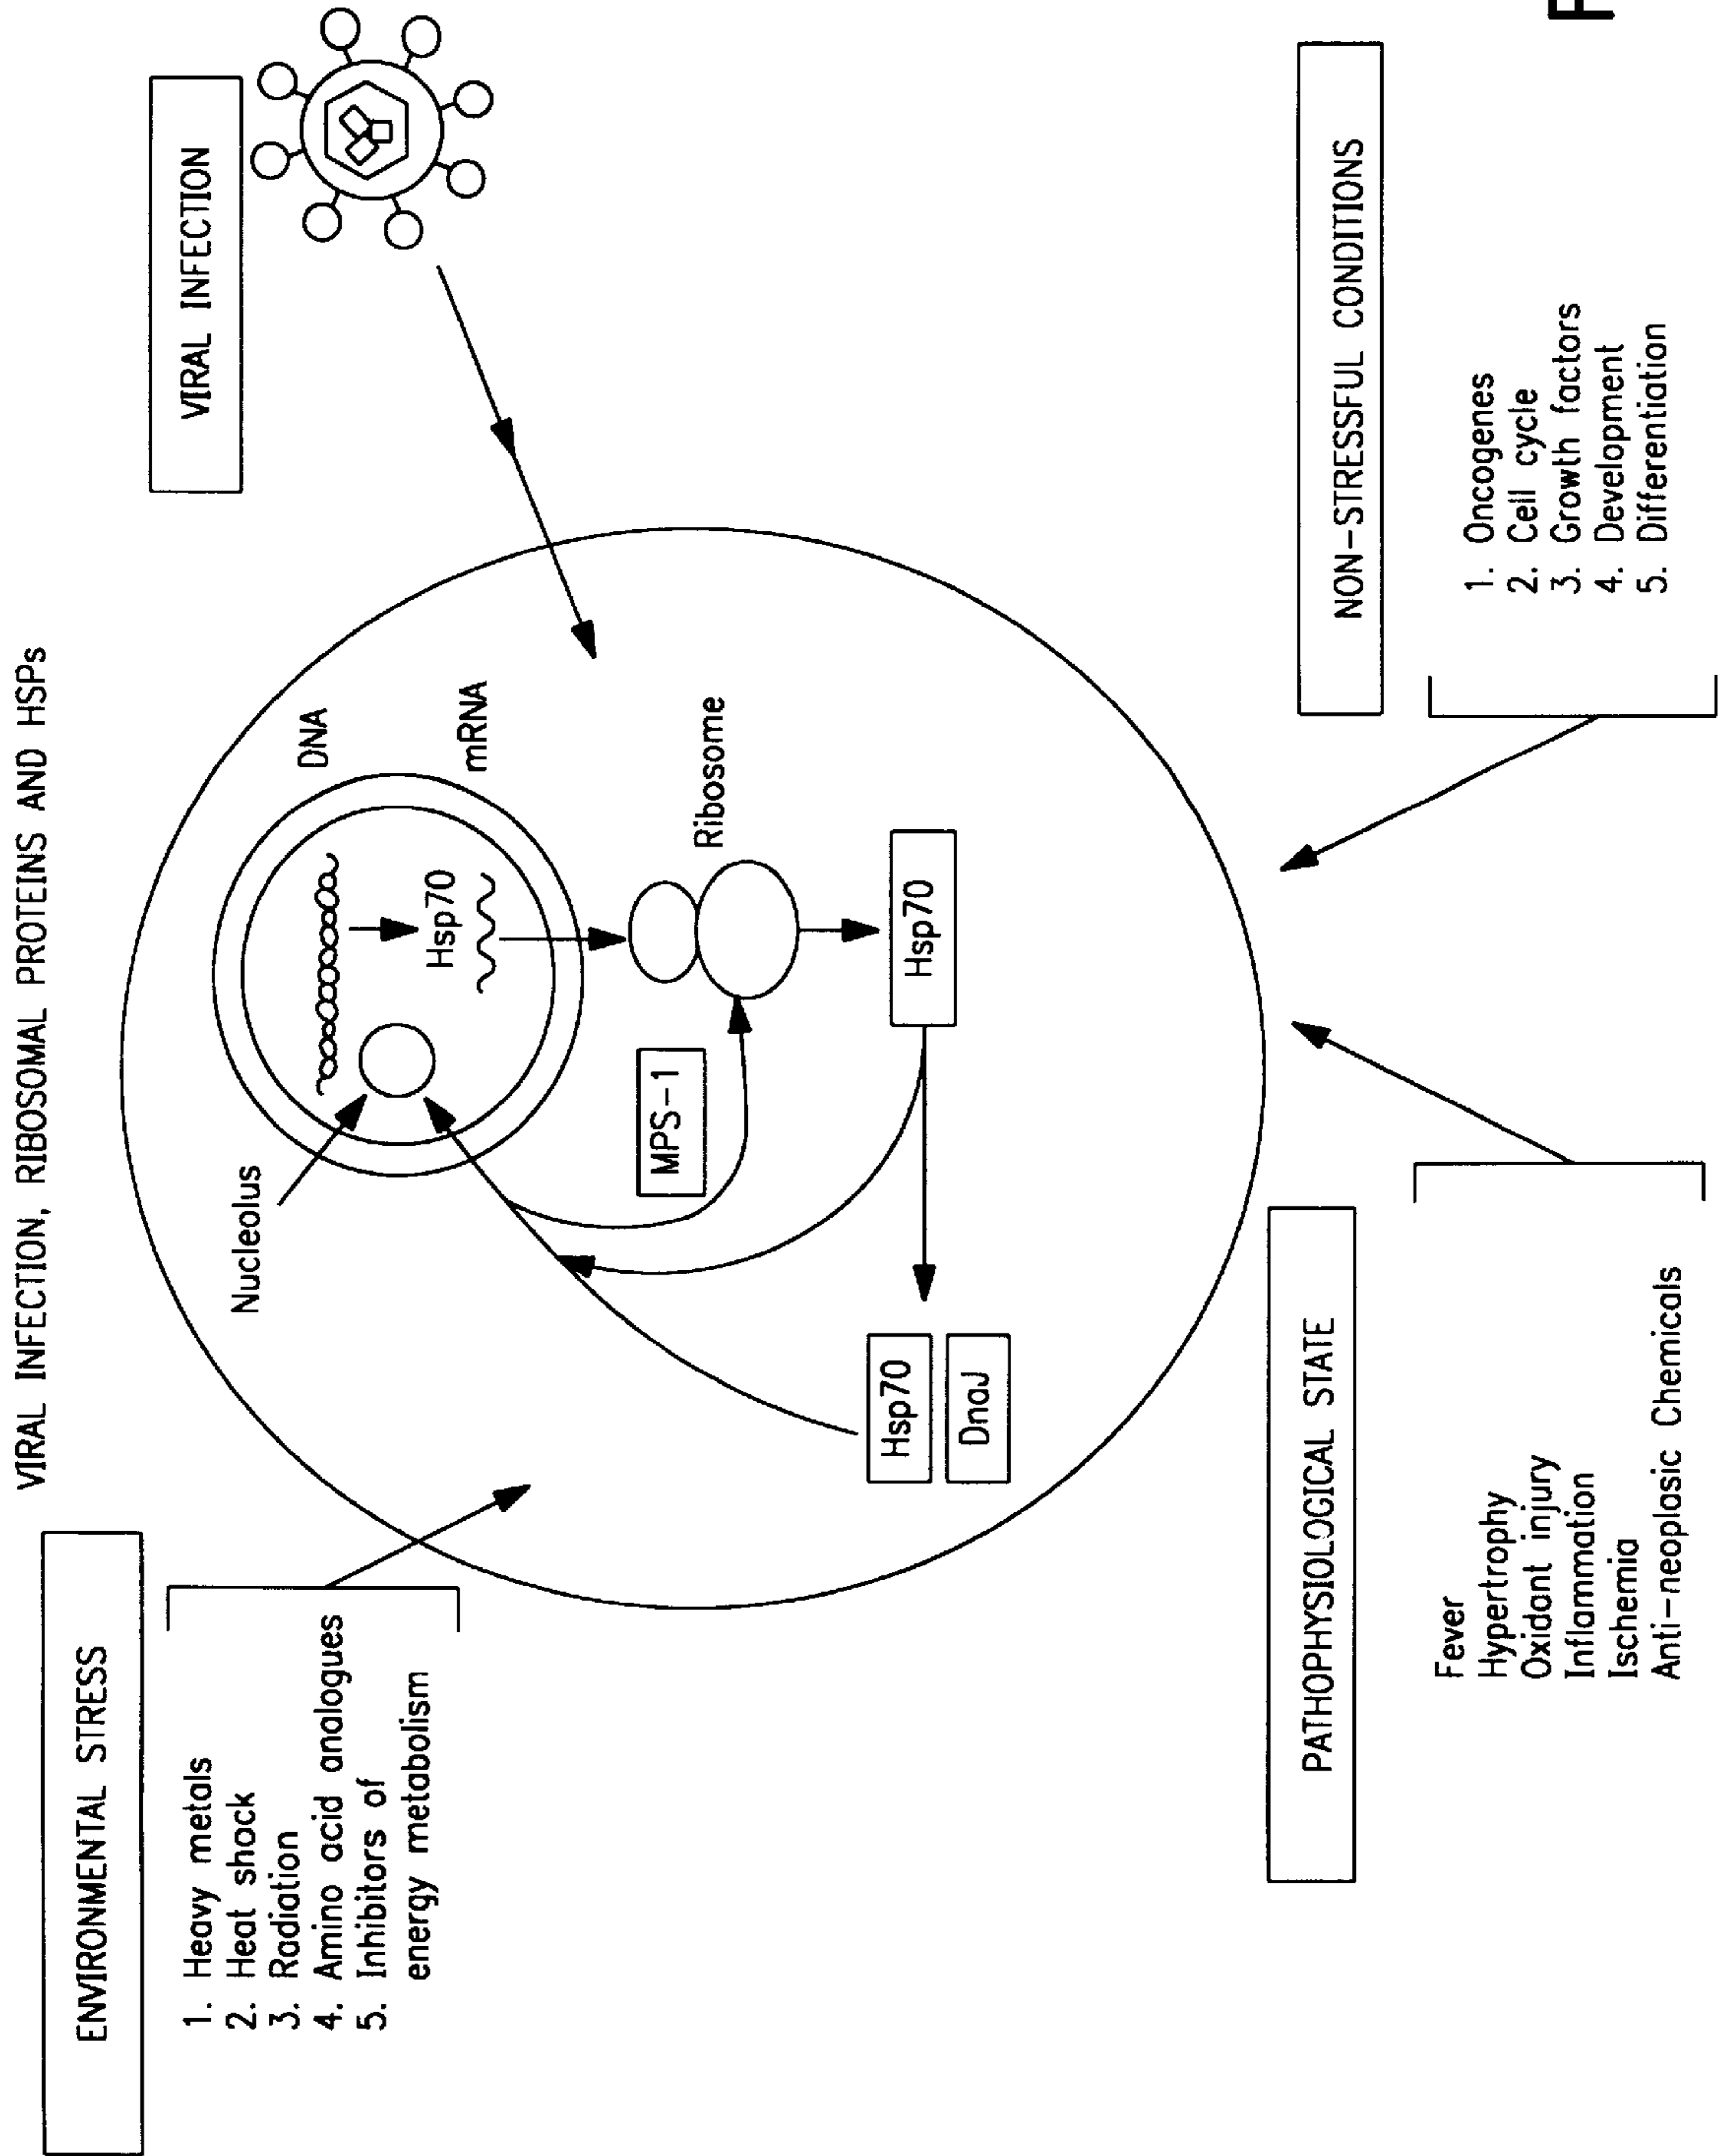 VIRAL INFECTION, RIBOSOMAL PROTEINS AND HSPs
ENVIRONMENTAL STRESS
1. Heavy metals
2. Heat shock
3. Radiation
4. Amino acid analogues
5. Inhibitors of
energy metabolism
VIRAL INFECTION
Nucleolus
DNA
Hsp70
mRNA
MPS-1
Ribosome
Hsp70
Hsp70
DnaJ
PATHOPHYSIOLOGICAL STATE
Fever
Hypertrophy
Oxidant injury
Inflammation
Ischemia
Anti-neoplasic Chemicals
NON-STRESSFUL CONDITIONS
1. Oncogenes
2. Cell cycle
3. Growth factors
4. Development
5. Differentiation